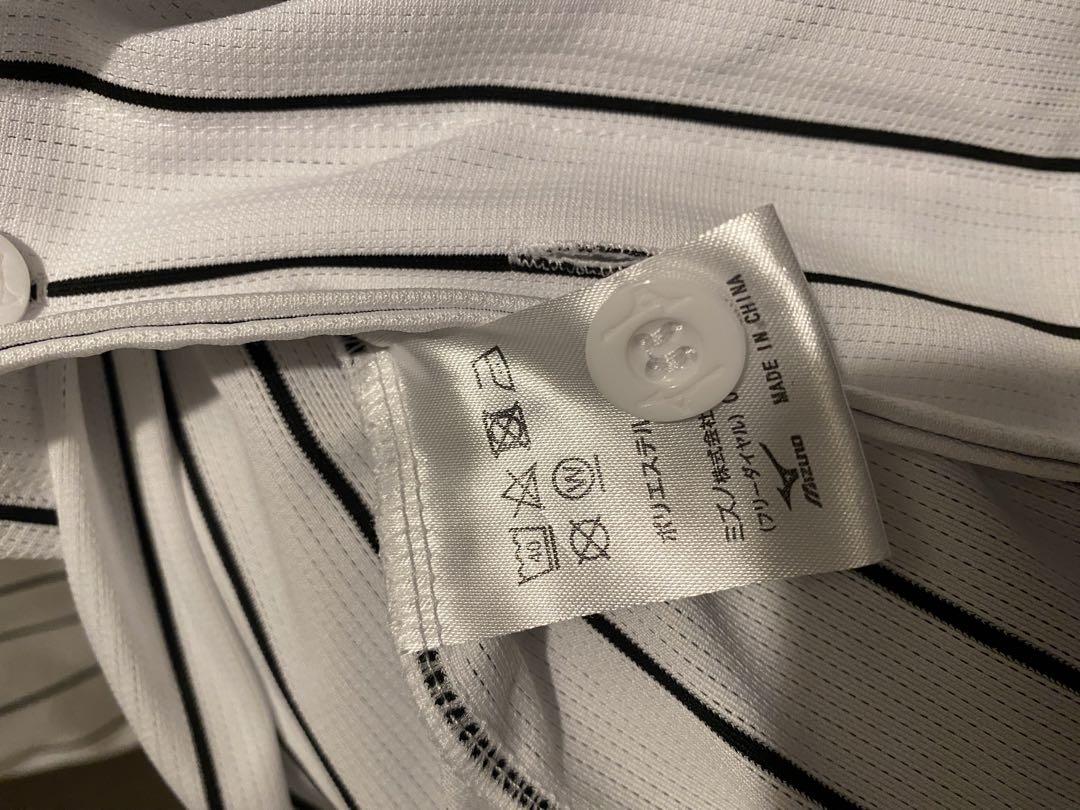 40
W
ポリエステル
ミズノ株式会社
(フリーダイヤル)
MADE IN CHINA
Mizuno